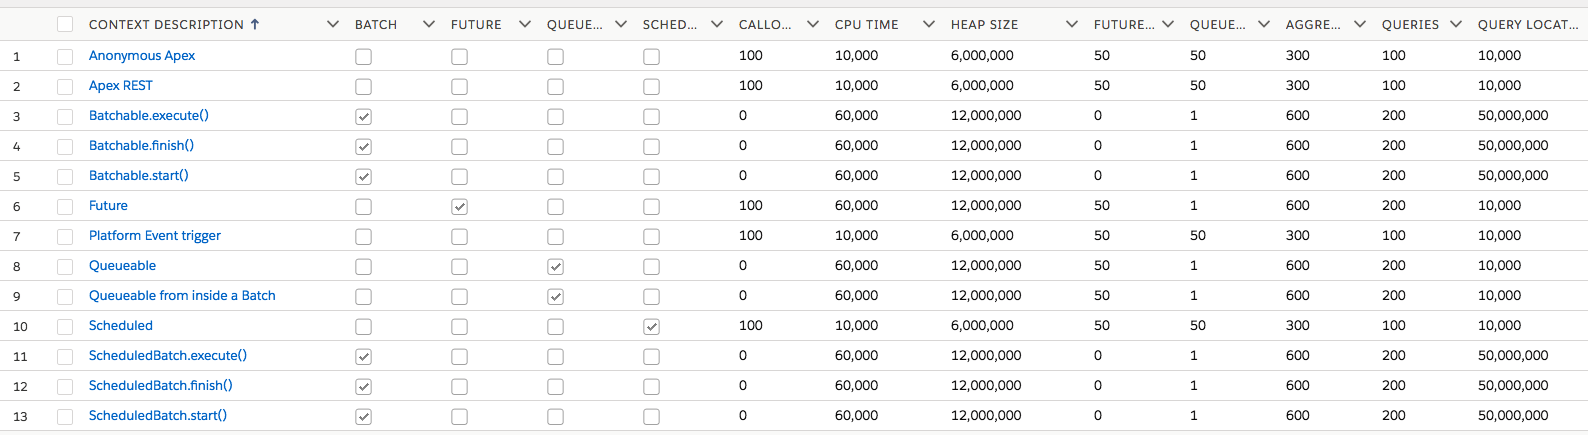 CONTEXT DESCRIPTION ↑ BATCH FUTURE QUEUE... SCHED... CALLO... CPU TIME HEAP SIZE FUTURE... QUEUE... AGGRE... QUERIES QUERY LOCAT...
1 Anonymous Apex 100 10,000 6,000,000 50 50 300 100 10,000
2 Apex REST 100 10,000 6,000,000 50 50 300 100 10,000
3 Batchable.execute() 0 60,000 12,000,000 0 1 600 200 50,000,000
4 Batchable.finish() 0 60,000 12,000,000 0 1 600 200 50,000,000
5 Batchable.start() 0 60,000 12,000,000 0 1 600 200 50,000,000
6 Future 100 60,000 12,000,000 50 1 600 200 10,000
7 Platform Event trigger 100 10,000 6,000,000 50 50 300 100 10,000
8 Queueable 0 60,000 12,000,000 50 1 600 200 10,000
9 Queueable from inside a Batch 0 60,000 12,000,000 50 1 600 200 10,000
10 Scheduled 100 10,000 6,000,000 50 50 300 100 10,000
11 ScheduledBatch.execute() 0 60,000 12,000,000 0 1 600 200 50,000,000
12 ScheduledBatch.finish() 0 60,000 12,000,000 0 1 600 200 50,000,000
13 ScheduledBatch.start() 0 60,000 12,000,000 0 1 600 200 50,000,000